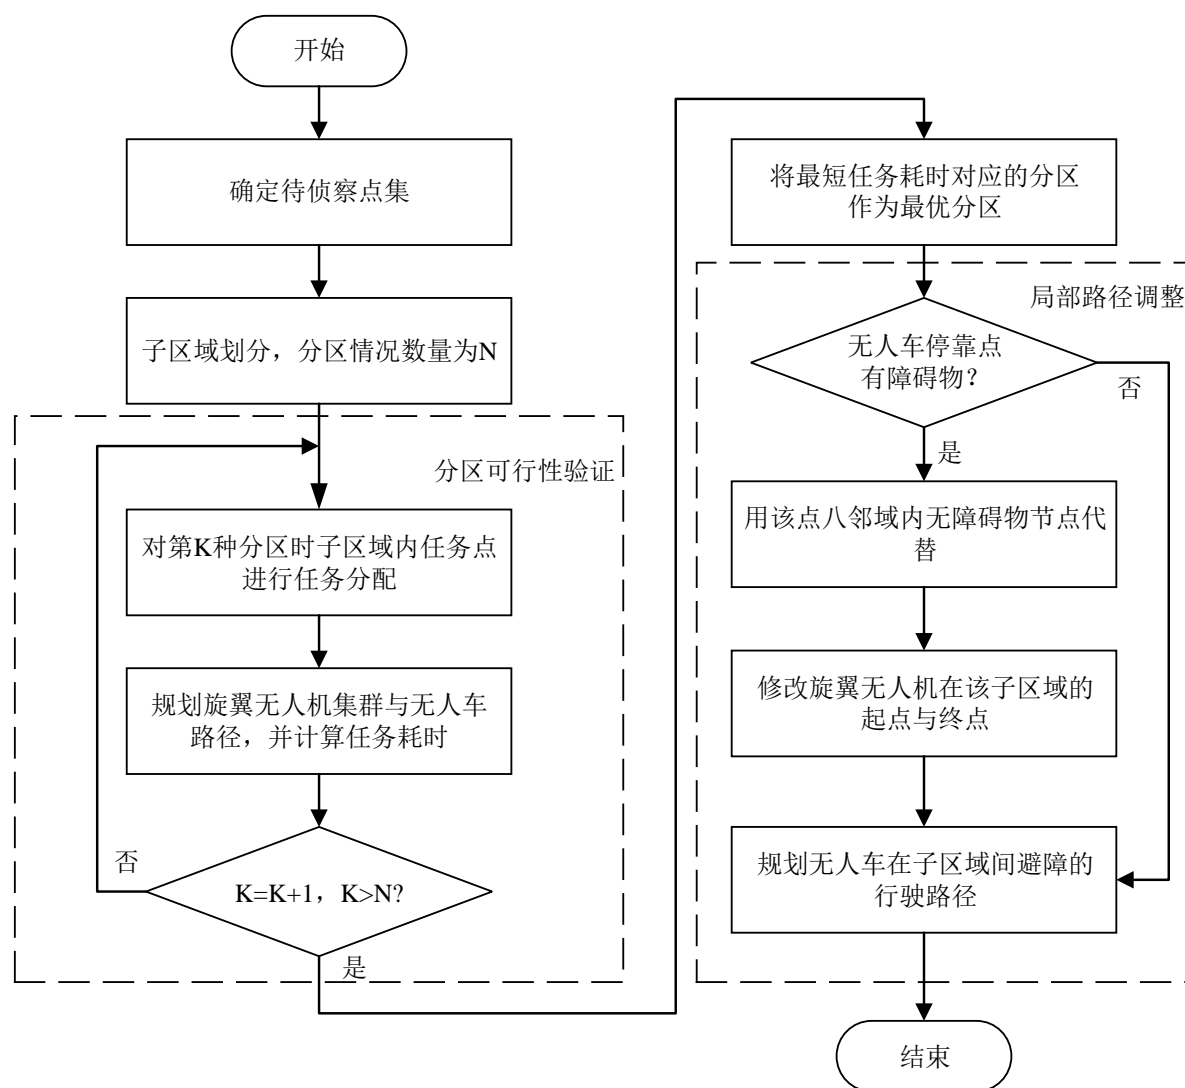 开始
确定待侦察点集
子区域划分，分区情况数量为N
分区可行性验证
对第K种分区时子区域内任务点
进行任务分配
规划旋翼无人机集群与无人车
路径，并计算任务耗时
否
K=K+1，K>N?
是
将最短任务耗时对应的分区
作为最优分区
局部路径调整
无人车停靠点
有障碍物？
否
是
用该点八邻域内无障碍物节点代
替
修改旋翼无人机在该子区域的
起点与终点
规划无人车在子区域间避障的
行驶路径
结束